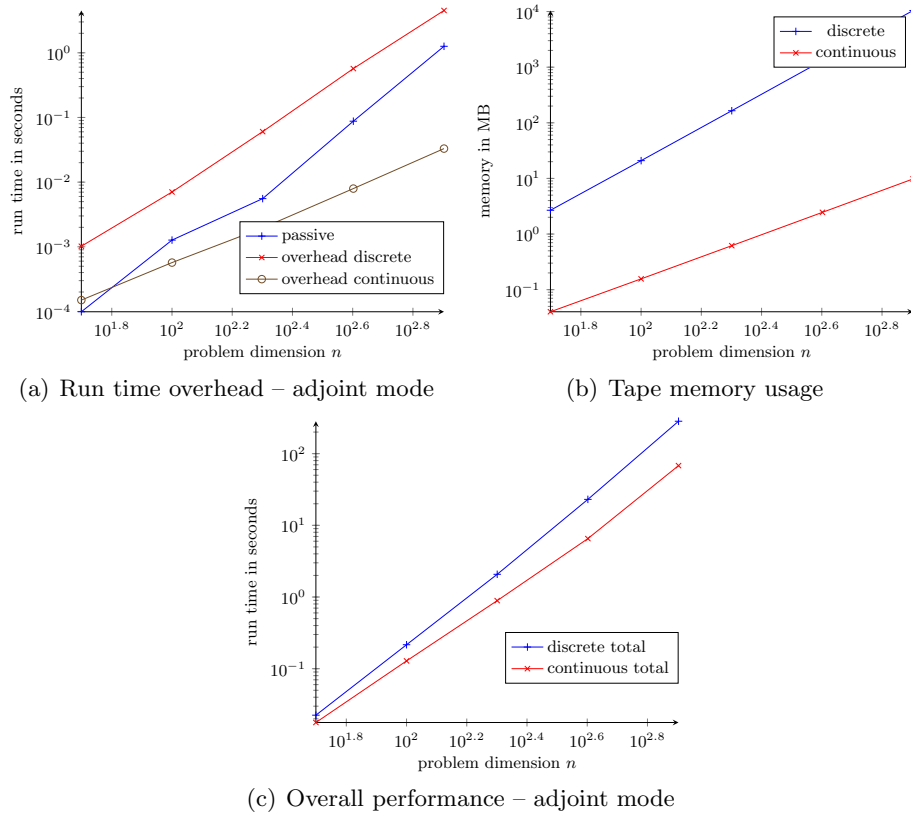 10^0
10^−1
10^−2
10^−3
10^−4
run time in seconds
passive
overhead discrete
overhead continuous
10^1.8 10^2 10^2.2 10^2.4 10^2.6 10^2.8
problem dimension n
(a) Run time overhead – adjoint mode
10^4
10^3
10^2
10^1
10^0
10^−1
memory in MB
discrete
continuous
10^1.8 10^2 10^2.2 10^2.4 10^2.6 10^2.8
problem dimension n
(b) Tape memory usage
10^2
10^1
10^0
10^−1
run time in seconds
discrete total
continuous total
10^1.8 10^2 10^2.2 10^2.4 10^2.6 10^2.8
problem dimension n
(c) Overall performance – adjoint mode